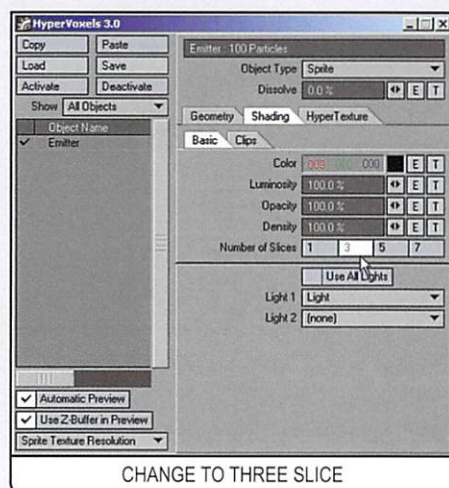 HyperVoxels 3.0
Copy Paste
Load Save
Activate Deactivate
Show All Objects
Object Name
Emitter
Automatic Preview
Use Z-Buffer in Preview
Sprite Texture Resolution
Emitter : 100 Particles
Object Type Sprite
Dissolve 0.0 % E T
Geometry Shading HyperTexture
Basic Clips
Color 000 000 000 E T
Luminosity 100.0 % E T
Opacity 100.0 % E T
Density 100.0 % E T
Number of Slices 1 3 5 7
Use All Lights
Light 1 Light
Light 2 (none)
CHANGE TO THREE SLICE